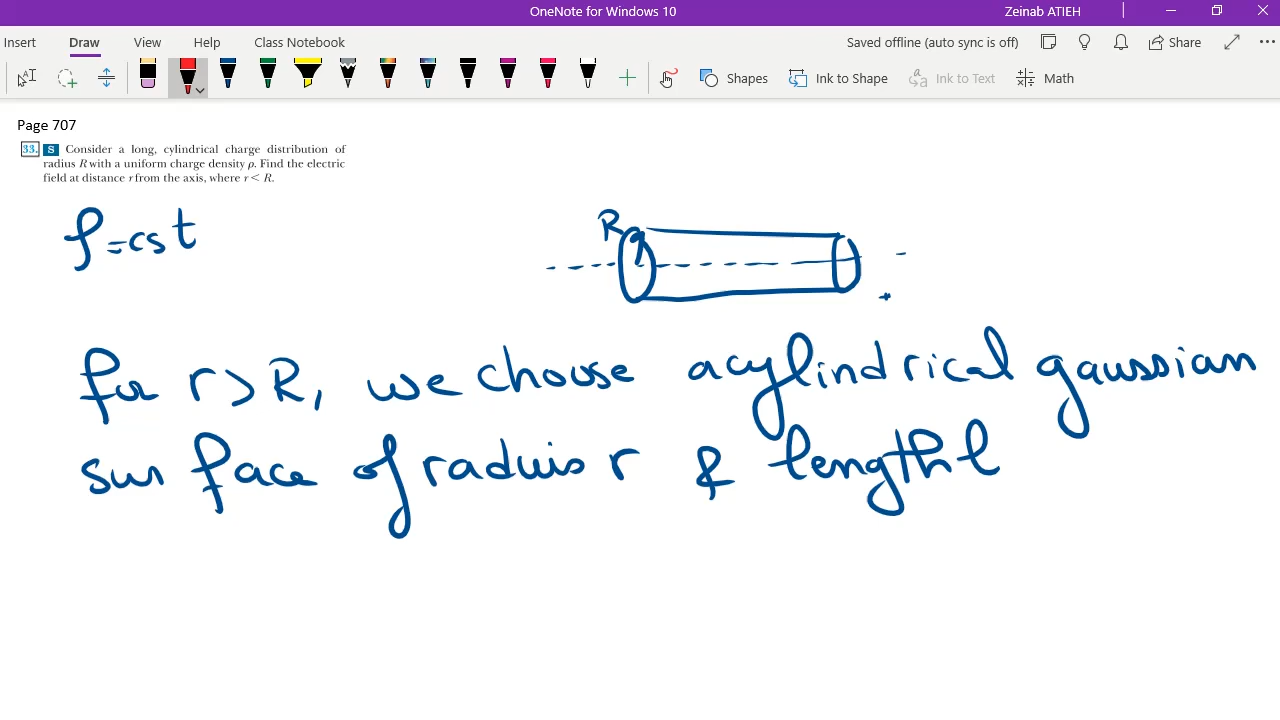 OneNote for Windows 10
Zeinab ATIEH
Insert Draw View Help Class Notebook
Saved offline (auto sync is off)
Share
Shapes
Ink to Shape
Ink to Text
Math
Page 707
33. S Consider a long, cylindrical charge distribution of
radius R with a uniform charge density ρ. Find the electric
field at distance r from the axis, where r < R.
ρ=cst
R
for r > R, we choose a cylindrical gaussian
surface of raduis r & length l